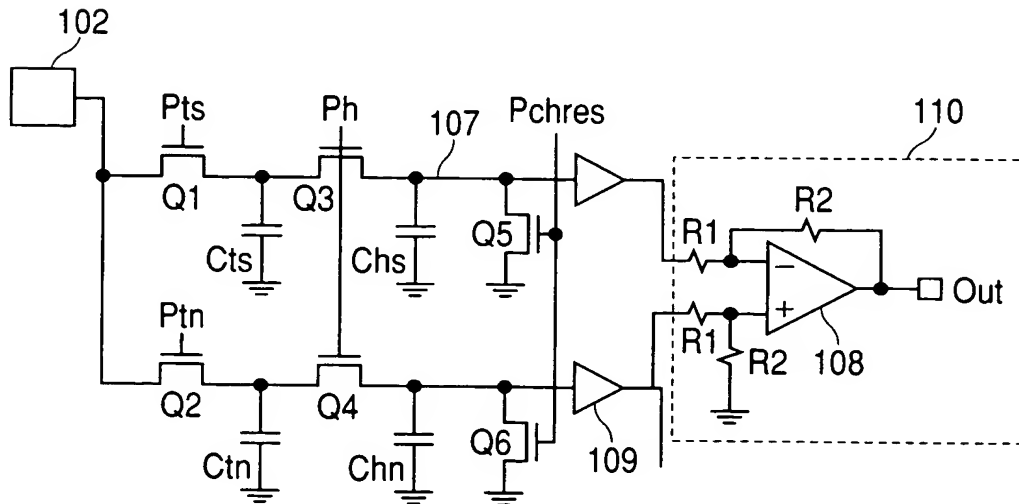 102
Pts
Ph
107
Pchres
110
Q1
Q3
Q5
R1
R2
Cts
Chs
−
Out
+
Ptn
R1
R2
108
Q2
Q4
Q6
109
Ctn
Chn